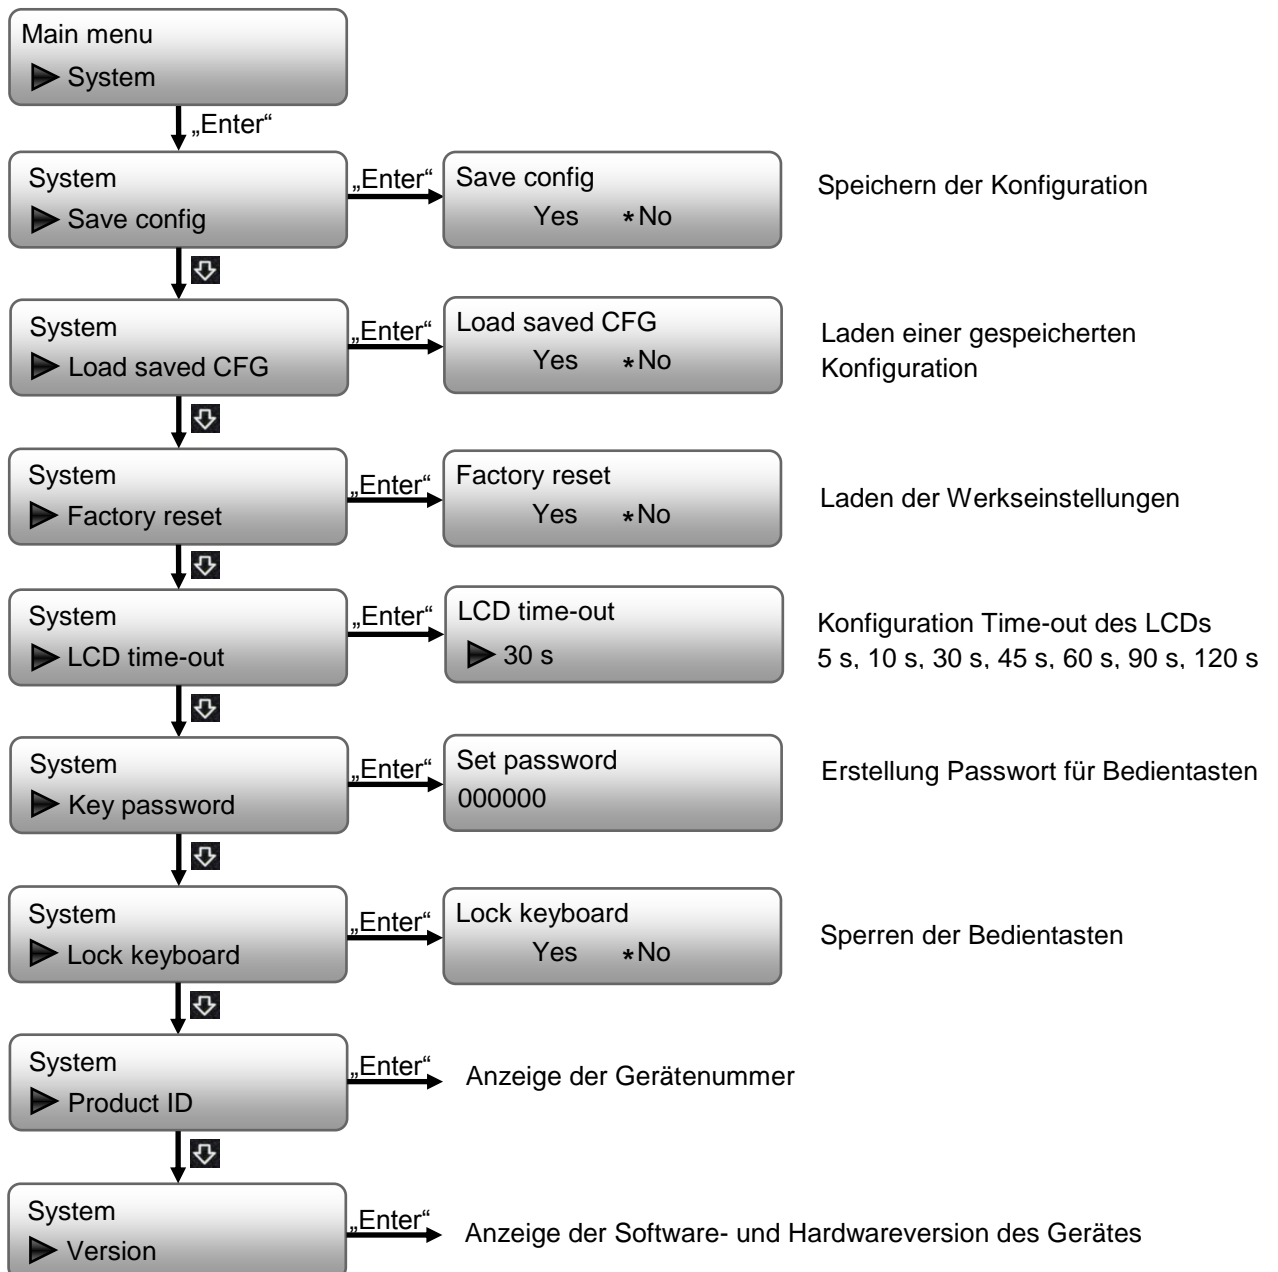 Main menu
System
„Enter“
System
Save config
„Enter“
Save config
Yes *No
Speichern der Konfiguration
System
Load saved CFG
„Enter“
Load saved CFG
Yes *No
Laden einer gespeicherten
Konfiguration
System
Factory reset
„Enter“
Factory reset
Yes *No
Laden der Werkseinstellungen
System
LCD time-out
„Enter“
LCD time-out
30 s
Konfiguration Time-out des LCDs
5 s, 10 s, 30 s, 45 s, 60 s, 90 s, 120 s
System
Key password
„Enter“
Set password
000000
Erstellung Passwort für Bedientasten
System
Lock keyboard
„Enter“
Lock keyboard
Yes *No
Sperren der Bedientasten
System
Product ID
„Enter“
Anzeige der Gerätenummer
System
Version
„Enter“
Anzeige der Software- und Hardwareversion des Gerätes